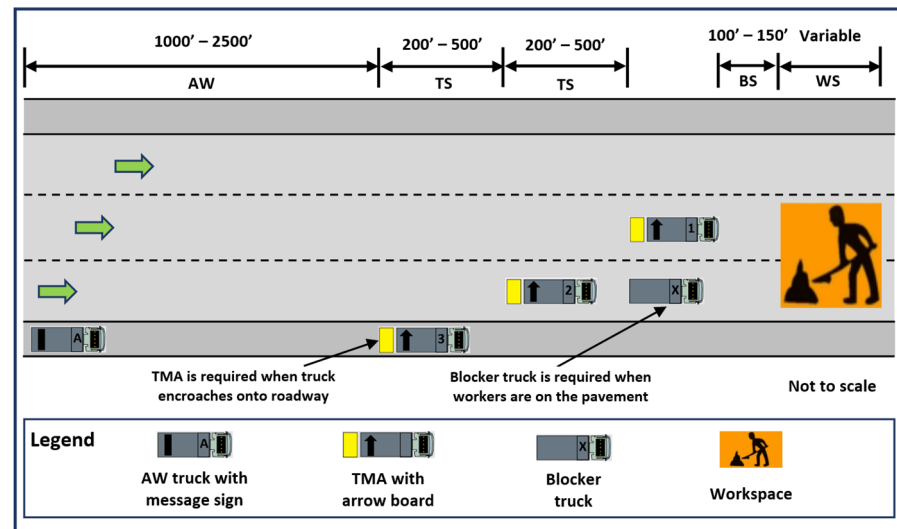 1000' – 2500'
200' – 500'
200' – 500'
100' – 150'
Variable
AW
TS
TS
BS
WS
1
2
X
A
3
TMA is required when truck
encroaches onto roadway
Blocker truck is required when
workers are on the pavement
Not to scale
Legend
A
X
AW truck with
message sign
TMA with
arrow board
Blocker
truck
Workspace